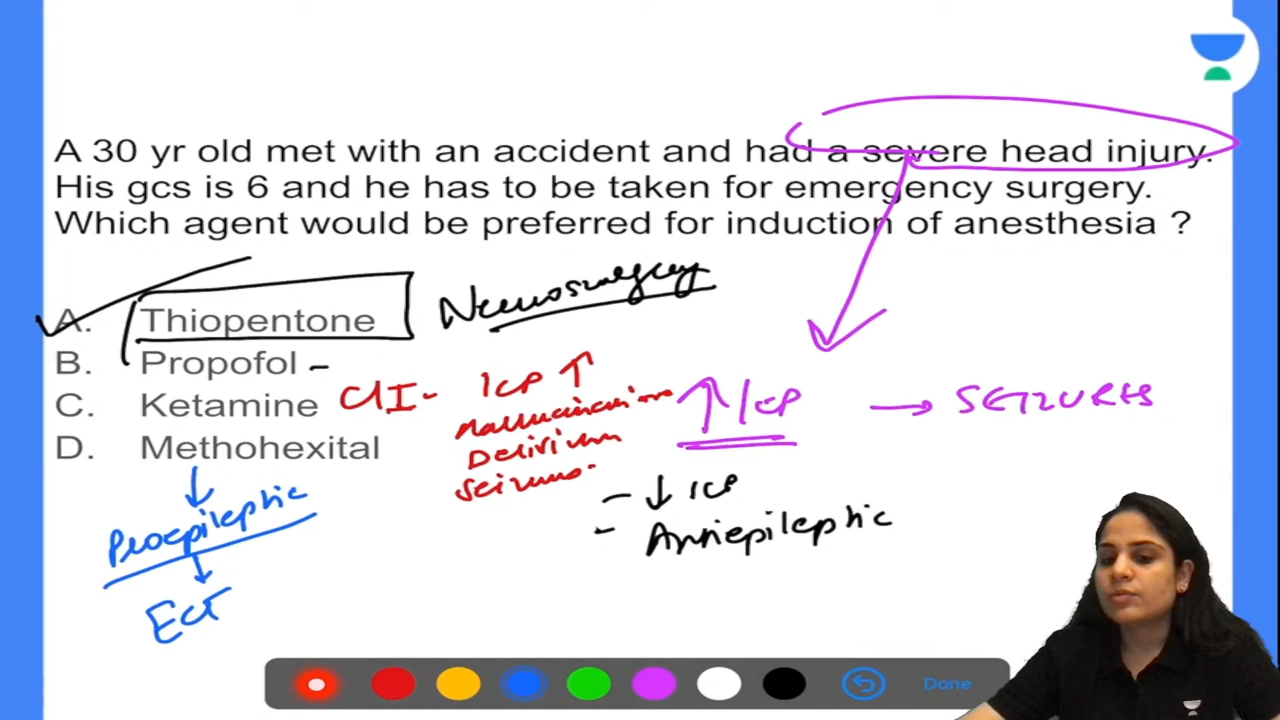 A 30 yr old met with an accident and had a severe head injury.
His gcs is 6 and he has to be taken for emergency surgery.
Which agent would be preferred for induction of anesthesia ?
A. Thiopentone
Neurosurgery
B. Propofol -
C. Ketamine
CI- ICP ↑
Hallucinations
Delirium
Seizures
D. Methohexital
↑ ICP → SEIZURES
- ↓ ICP
- Antiepileptic
↓
Proepileptic
↓
ECT
Done